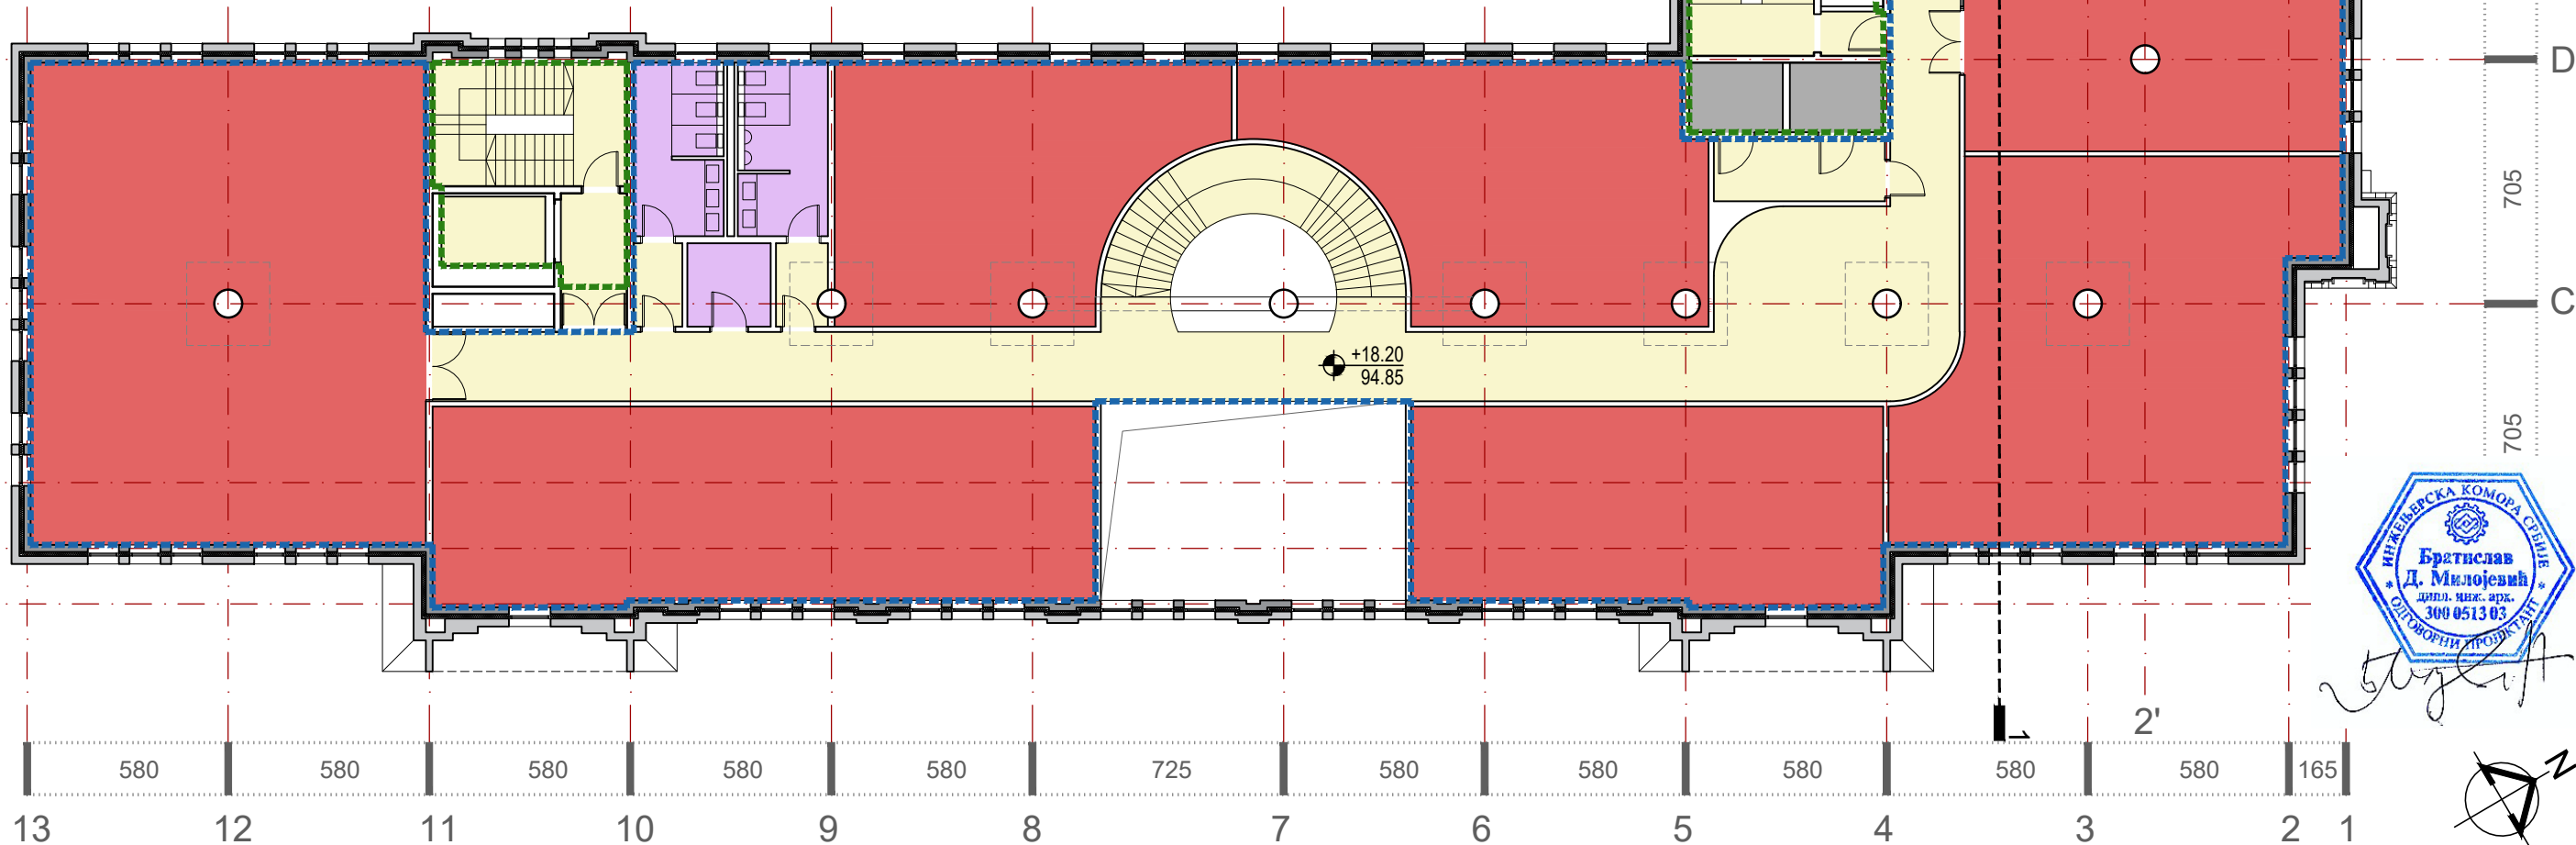 D
705
C
+18.20
94.85
705
ИНЖЕЊЕРСКА КОМОРА СРБИЈЕ
Братислав
Д. Милојевић
дипл. инж. арх.
300 0513 03
ОДГОВОРНИ ПРОЈЕКТАНТ
2'
1
N
580 580 580 580 580 725 580 580 580 580 580 165
13 12 11 10 9 8 7 6 5 4 3 2 1